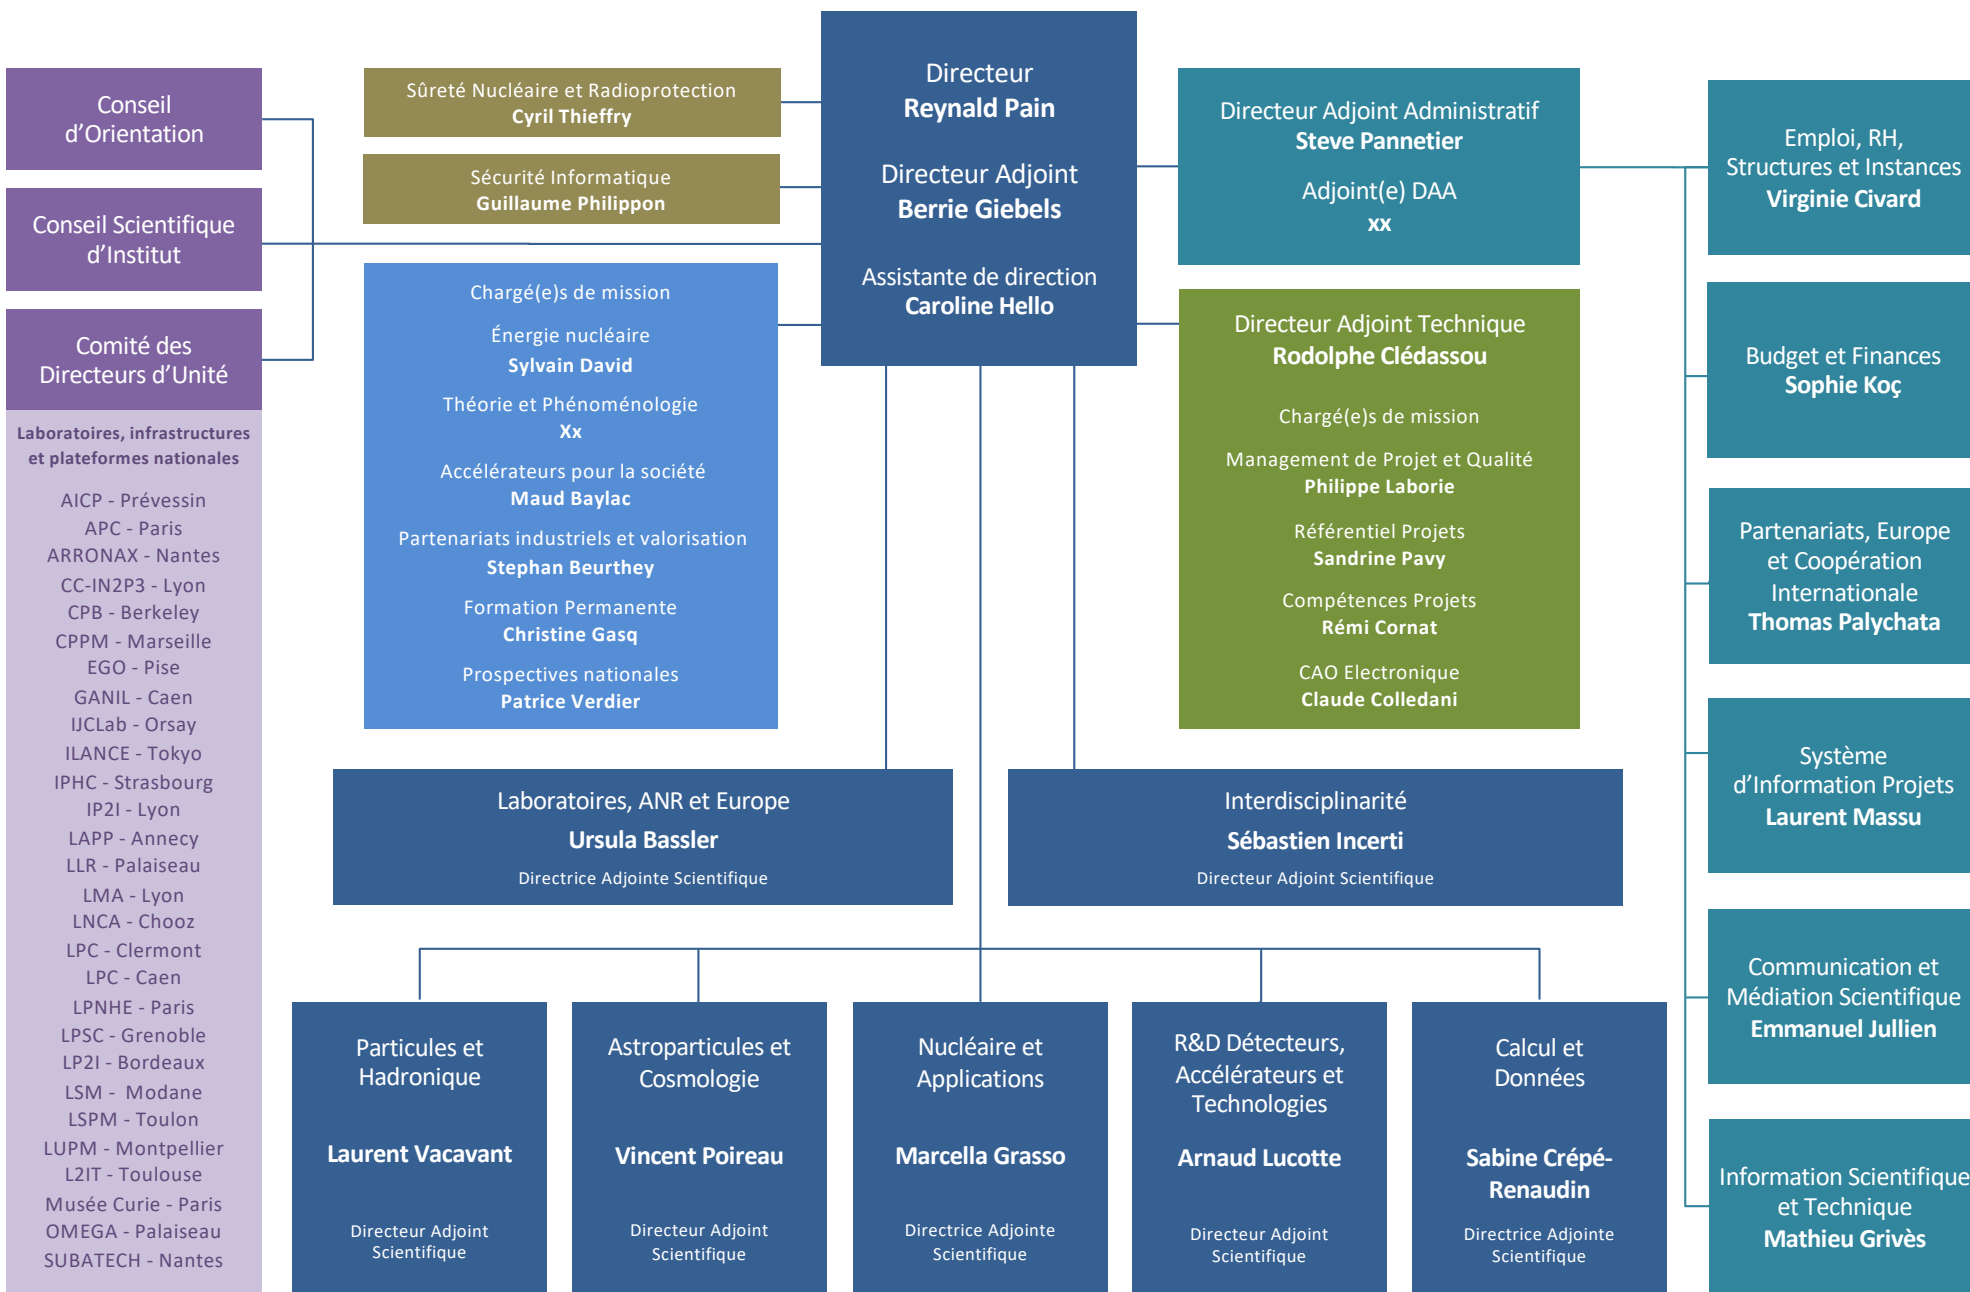 Conseil
d'Orientation
Conseil Scientifique
d'Institut
Comité des
Directeurs d'Unité
Laboratoires, infrastructures
et plateformes nationales
AICP - Prévessin
APC - Paris
ARRONAX - Nantes
CC-IN2P3 - Lyon
CPB - Berkeley
CPPM - Marseille
EGO - Pise
GANIL - Caen
IJCLab - Orsay
ILANCE - Tokyo
IPHC - Strasbourg
IP2I - Lyon
LAPP - Annecy
LLR - Palaiseau
LMA - Lyon
LNCA - Chooz
LPC - Clermont
LPC - Caen
LPNHE - Paris
LPSC - Grenoble
LP2I - Bordeaux
LSM - Modane
LSPM - Toulon
LUPM - Montpellier
L2IT - Toulouse
Musée Curie - Paris
OMEGA - Palaiseau
SUBATECH - Nantes
Sûreté Nucléaire et Radioprotection
Cyril Thieffry
Sécurité Informatique
Guillaume Philippon
Chargé(e)s de mission
Énergie nucléaire
Sylvain David
Théorie et Phénoménologie
Xx
Accélérateurs pour la société
Maud Baylac
Partenariats industriels et valorisation
Stephan Beurthey
Formation Permanente
Christine Gasq
Prospectives nationales
Patrice Verdier
Directeur
Reynald Pain
Directeur Adjoint
Berrie Giebels
Assistante de direction
Caroline Hello
Directeur Adjoint Administratif
Steve Pannetier
Adjoint(e) DAA
xx
Directeur Adjoint Technique
Rodolphe Clédassou
Chargé(e)s de mission
Management de Projet et Qualité
Philippe Laborie
Référentiel Projets
Sandrine Pavy
Compétences Projets
Rémi Cornat
CAO Electronique
Claude Colledani
Emploi, RH,
Structures et Instances
Virginie Civard
Budget et Finances
Sophie Koç
Partenariats, Europe
et Coopération
Internationale
Thomas Palychata
Système
d'Information Projets
Laurent Massu
Communication et
Médiation Scientifique
Emmanuel Jullien
Information Scientifique
et Technique
Mathieu Grivès
Laboratoires, ANR et Europe
Ursula Bassler
Directrice Adjointe Scientifique
Interdisciplinarité
Sébastien Incerti
Directeur Adjoint Scientifique
Particules et
Hadronique
Laurent Vacavant
Directeur Adjoint
Scientifique
Astroparticules et
Cosmologie
Vincent Poireau
Directeur Adjoint
Scientifique
Nucléaire et
Applications
Marcella Grasso
Directrice Adjointe
Scientifique
R&D Détecteurs,
Accélérateurs et
Technologies
Arnaud Lucotte
Directeur Adjoint
Scientifique
Calcul et
Données
Sabine Crépé-
Renaudin
Directrice Adjointe
Scientifique